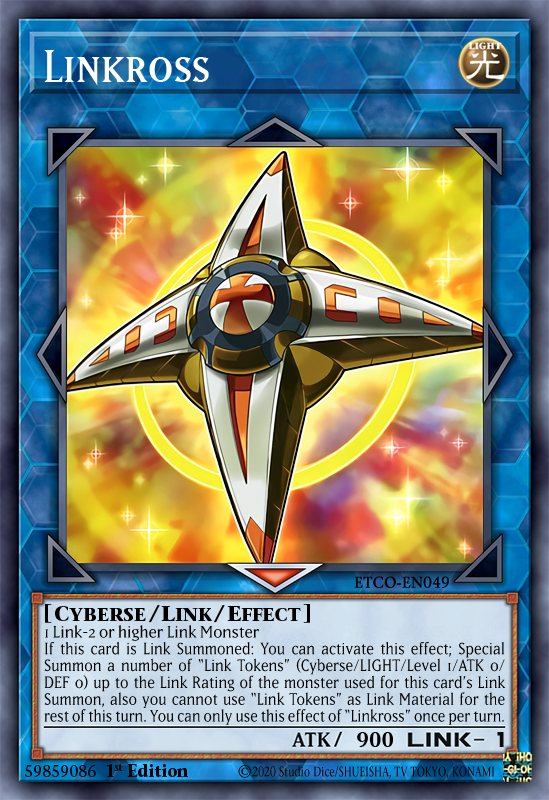 LINKROSS
LIGHT
光
ETCO-EN049
[CYBERSE/LINK/EFFECT]
1 Link-2 or higher Link Monster
If this card is Link Summoned: You can activate this effect; Special
Summon a number of "Link Tokens" (Cyberse/LIGHT/Level 1/ATK 0/
DEF 0) up to the Link Rating of the monster used for this card's Link
Summon, also you cannot use "Link Tokens" as Link Material for the
rest of this turn. You can only use this effect of "Linkross" once per turn.
ATK/ 900 LINK- 1
59859086 1st Edition ©2020 Studio Dice/SHUEISHA, TV TOKYO, KONAMI